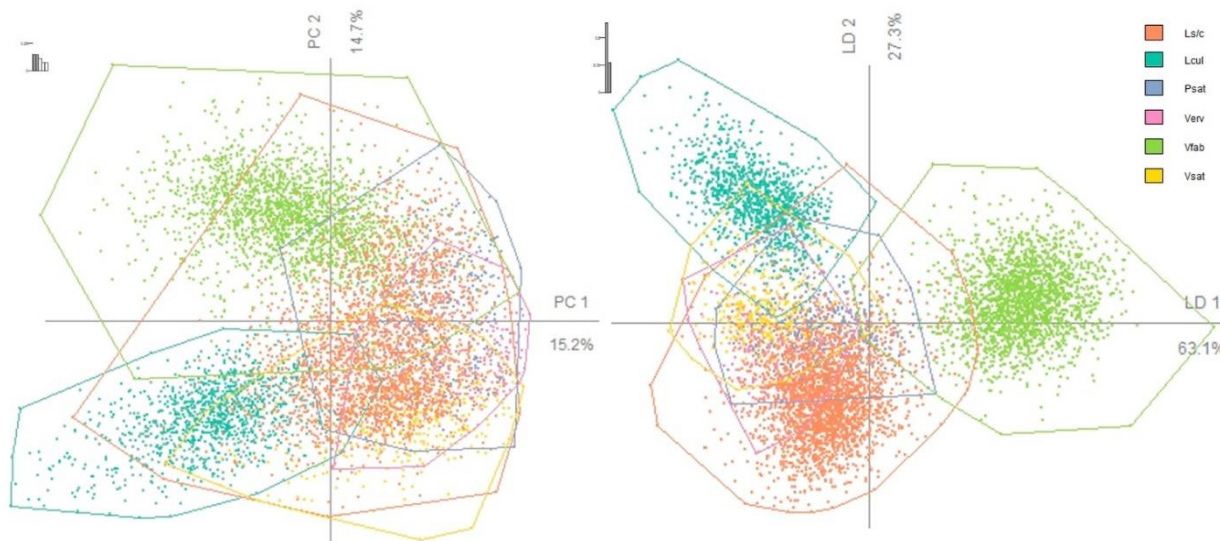 PC 2
14.7%
PC 1
15.2%
LD 2
27.3%
LD 1
63.1%
Ls/c
Lcul
Psat
Verv
Vfab
Vsat